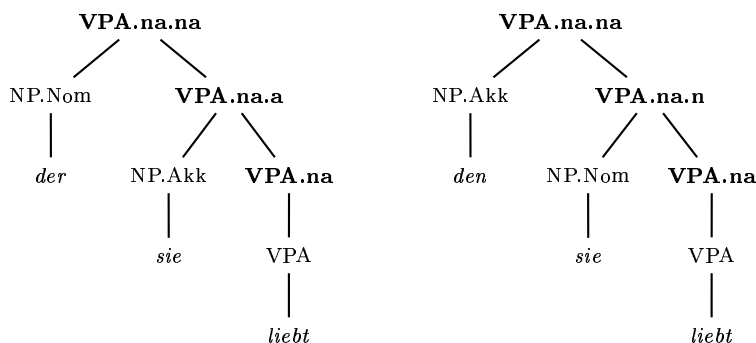 VPA.na.na VPA.na.na
NP.Nom VPA.na.a NP.Akk VPA.na.n
der NP.Akk VPA.na den NP.Nom VPA.na
sie VPA sie VPA
liebt liebt